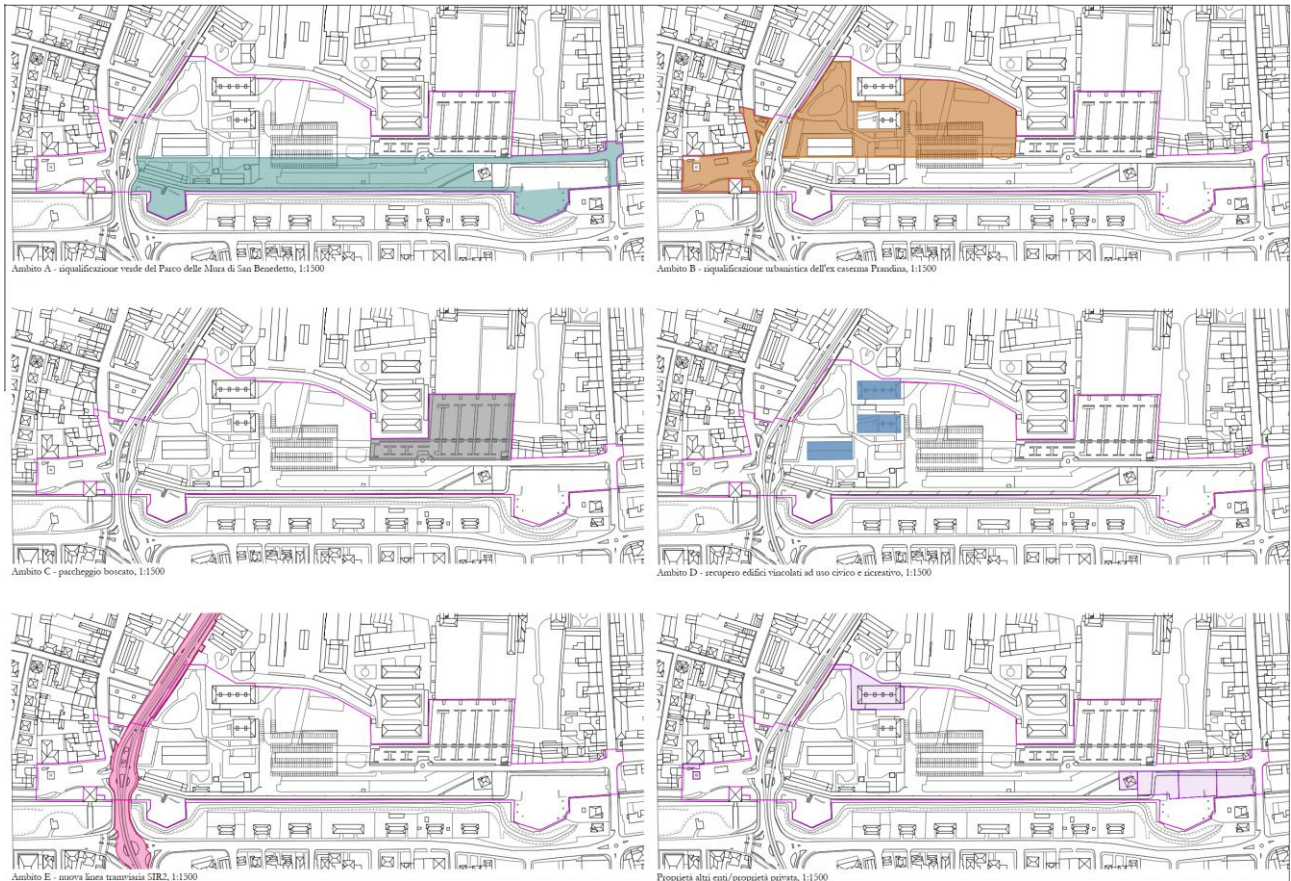 Ambito A - riqualificazione verde del Parco delle Mura di San Benedetto, 1:1500
Ambito B - riqualificazione urbanistica dell'ex caserma Prandina, 1:1500
Ambito C - parcheggio boscato, 1:1500
Ambito D - recupero edifici vincolati ad uso civico e ricreativo, 1:1500
Ambito E - nuova linea tramviaria SIR2, 1:1500
Proprietà altri enti/proprietà privata, 1:1500